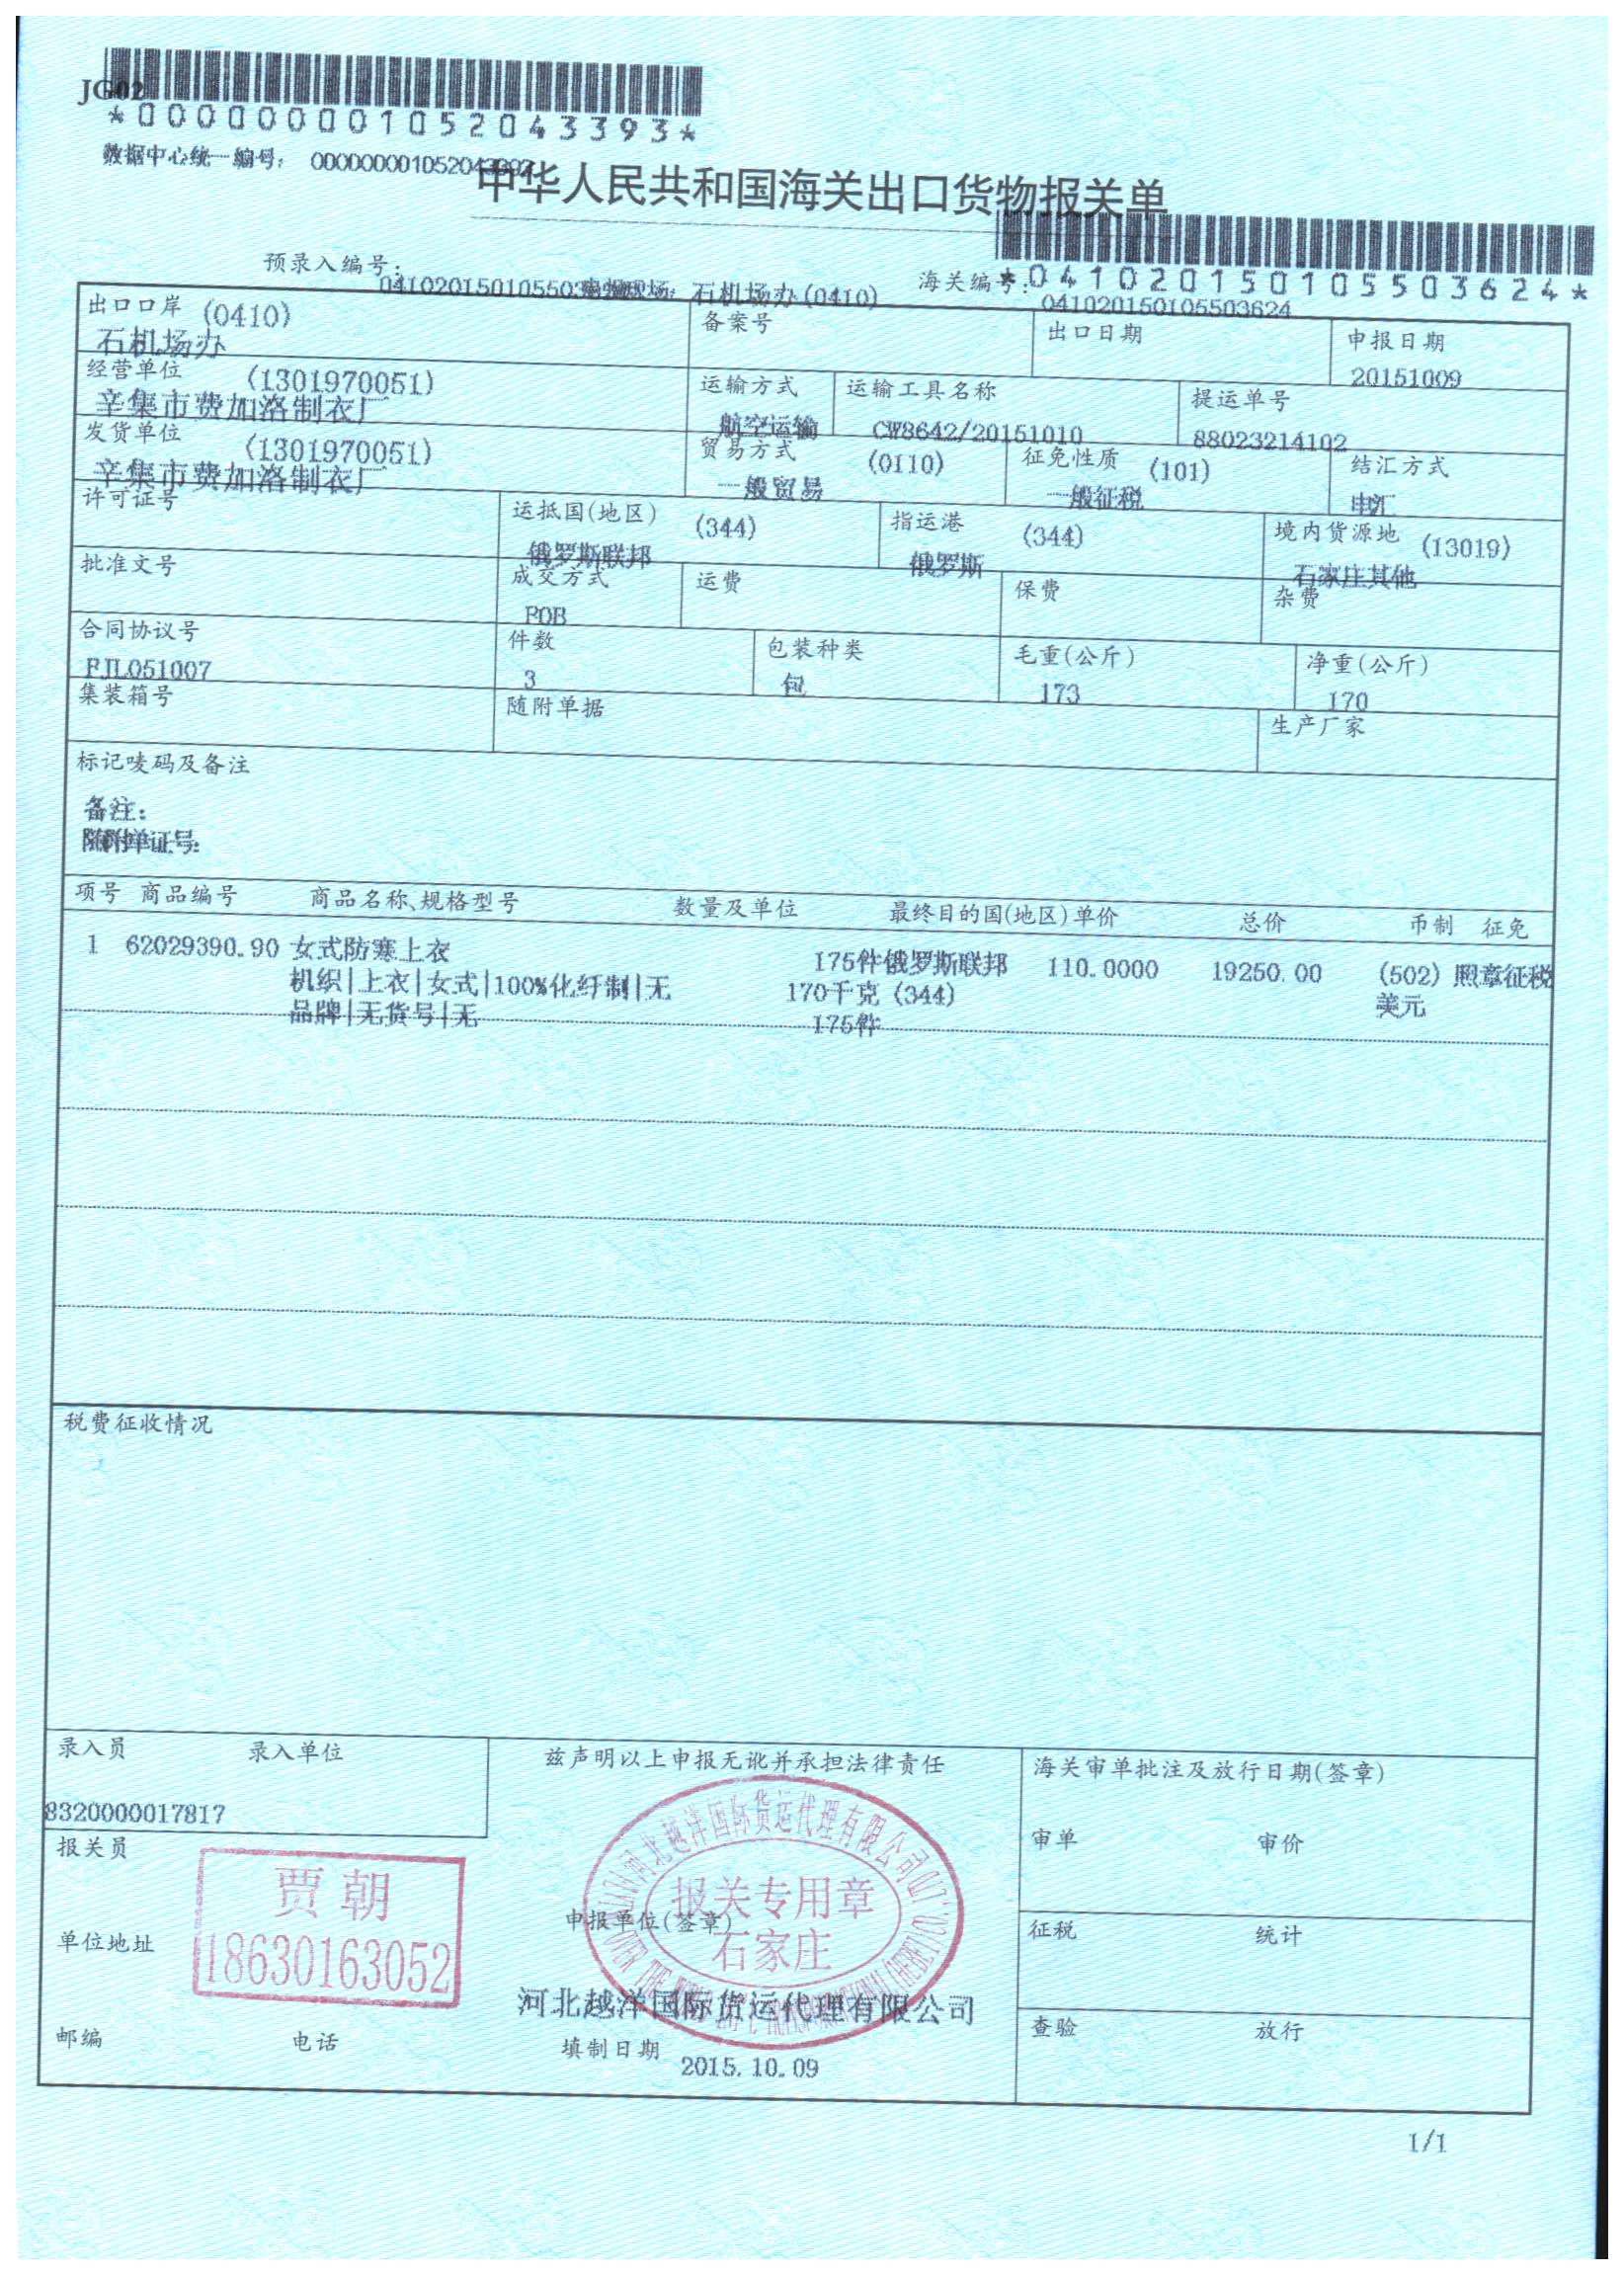 JG02
*000000001052043393*
数据中心统一编号: 000000001052043393
中华人民共和国海关出口货物报关单
预录入编号: 申报现场: 石机场办(0410) 海关编号: *041020150105503624*
041020150105503624
出口口岸 (0410) 备案号 出口日期 申报日期
石机场办 20151009
经营单位 (1301970051) 运输方式 运输工具名称 提运单号
辛集市费加洛制衣厂 航空运输 CW8642/20151010 88023214102
发货单位 (1301970051) 贸易方式 (0110) 征免性质 (101) 结汇方式
辛集市费加洛制衣厂 一般贸易 一般征税 电汇
许可证号 运抵国(地区) (344) 指运港 (344) 境内货源地 (13019)
俄罗斯联邦 俄罗斯 石家庄其他
批准文号 成交方式 运费 保费 杂费
FOB
合同协议号 件数 包装种类 毛重(公斤) 净重(公斤)
FJL051007 3 包 173 170
集装箱号 随附单据 生产厂家
标记唛码及备注
备注:
随附单证号:
项号 商品编号 商品名称、规格型号 数量及单位 最终目的国(地区) 单价 总价 币制 征免
1 62029390.90 女式防寒上衣 175件 俄罗斯联邦 110.0000 19250.00 (502) 照章征税
机织|上衣|女式|100%化纤制|无 170千克 (344) 美元
品牌|无货号|无 175件
税费征收情况
录入员 录入单位 兹声明以上申报无讹并承担法律责任 海关审单批注及放行日期(签章)
8320000017817
报关员 审单 审价
贾朝
18630163052
河北越洋国际货运代理有限公司
报关专用章
石家庄
申报单位(签章)
单位地址 征税 统计
河北越洋国际货运代理有限公司
邮编 电话 填制日期 2015.10.09 查验 放行
1/1